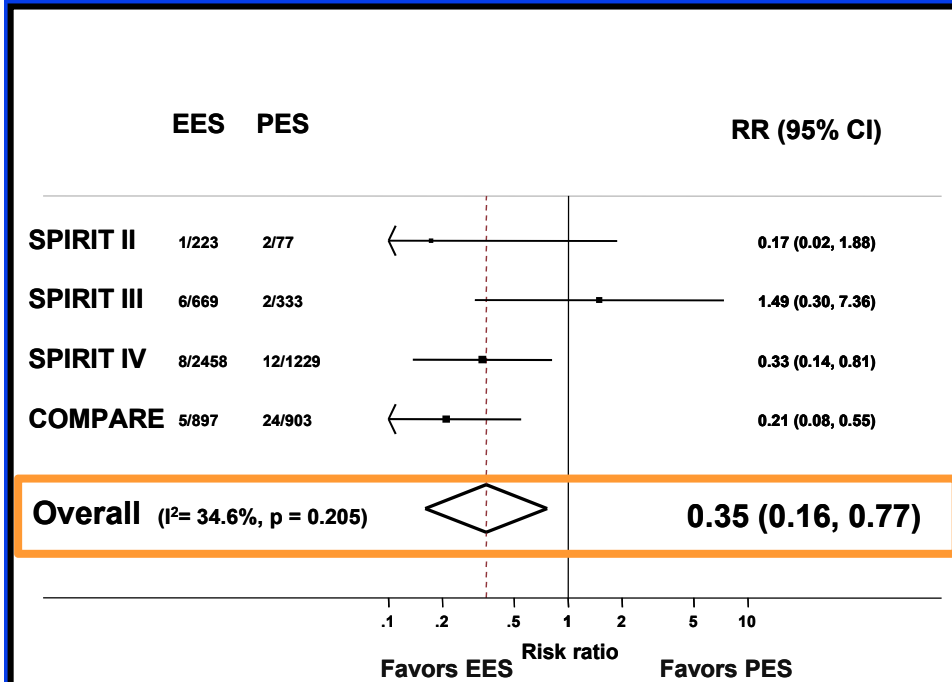 EES PES RR (95% CI)
SPIRIT II 1/223 2/77 0.17 (0.02, 1.88)
SPIRIT III 6/669 2/333 1.49 (0.30, 7.36)
SPIRIT IV 8/2458 12/1229 0.33 (0.14, 0.81)
COMPARE 5/897 24/903 0.21 (0.08, 0.55)
Overall (I²= 34.6%, p = 0.205) 0.35 (0.16, 0.77)
.1 .2 .5 1 2 5 10
Risk ratio
Favors EES Favors PES